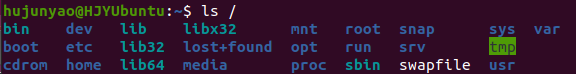 hujunyao@HJYUbuntu:~$ ls /
bin dev lib libx32 mnt root snap sys var
boot etc lib32 lost+found opt run srv tmp
cdrom home lib64 media proc sbin swapfile usr